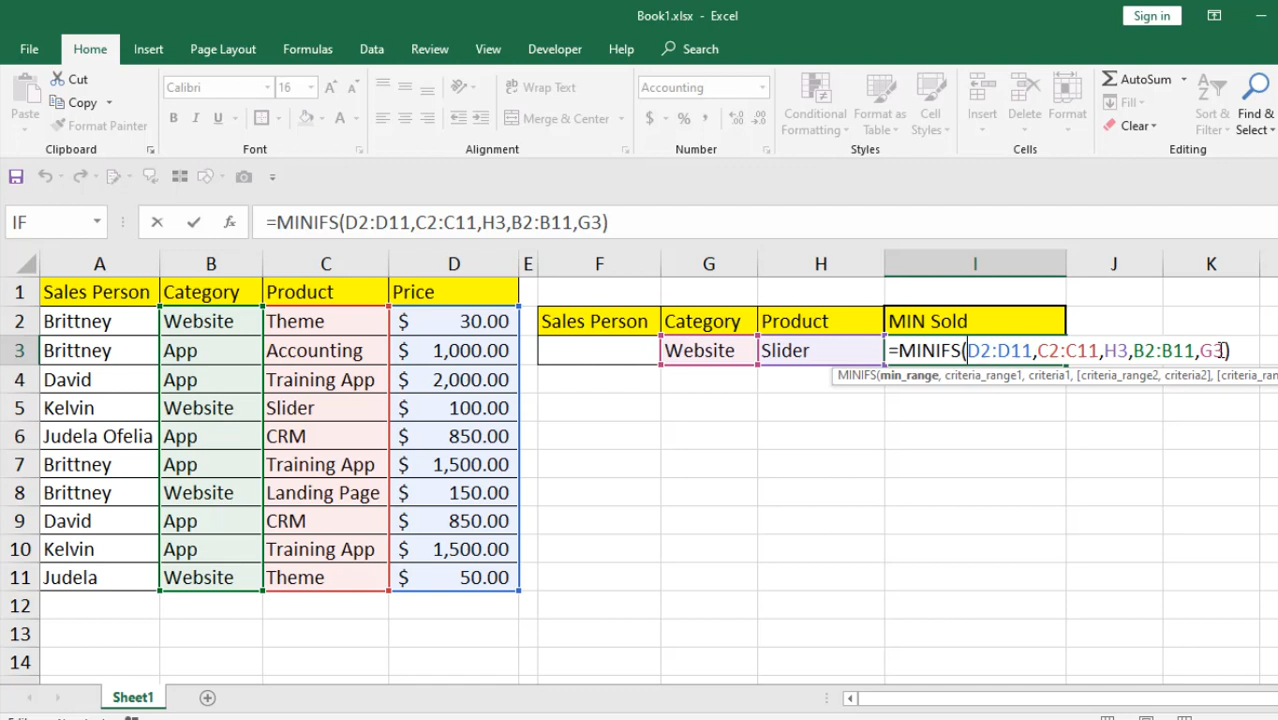 Book1.xlsx - Excel
Sign in
File Home Insert Page Layout Formulas Data Review View Developer Help Search
Cut
Copy
Format Painter
Paste
Clipboard
Calibri 16 A A
B I U A
Font
Wrap Text
Merge & Center
Alignment
Accounting
$ % ,
Number
Conditional Formatting
Format as Table
Cell Styles
Styles
Insert Delete Format
Cells
AutoSum
Fill
Clear
Sort & Filter
Find & Select
Editing
IF fx =MINIFS(D2:D11,C2:C11,H3,B2:B11,G3)
A B C D E F G H I J K
1 Sales Person Category Product Price
2 Brittney Website Theme $ 30.00 Sales Person Category Product MIN Sold
3 Brittney App Accounting $ 1,000.00 Website Slider =MINIFS(D2:D11,C2:C11,H3,B2:B11,G3)
MINIFS(min_range, criteria_range1, criteria1, [criteria_range2, criteria2], [criteria_ran
4 David App Training App $ 2,000.00
5 Kelvin Website Slider $ 100.00
6 Judela Ofelia App CRM $ 850.00
7 Brittney App Training App $ 1,500.00
8 Brittney Website Landing Page $ 150.00
9 David App CRM $ 850.00
10 Kelvin App Training App $ 1,500.00
11 Judela Website Theme $ 50.00
12
13
14
Sheet1